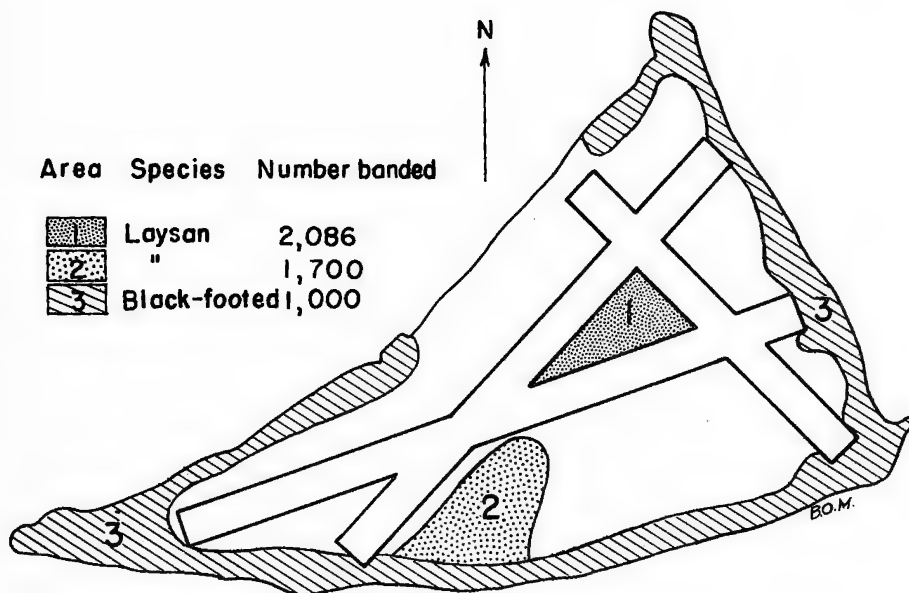 N
Area Species Number banded
1 Laysan 2,086
2 " 1,700
3 Black-footed 1,000
1
3
2
3
B.O.M.